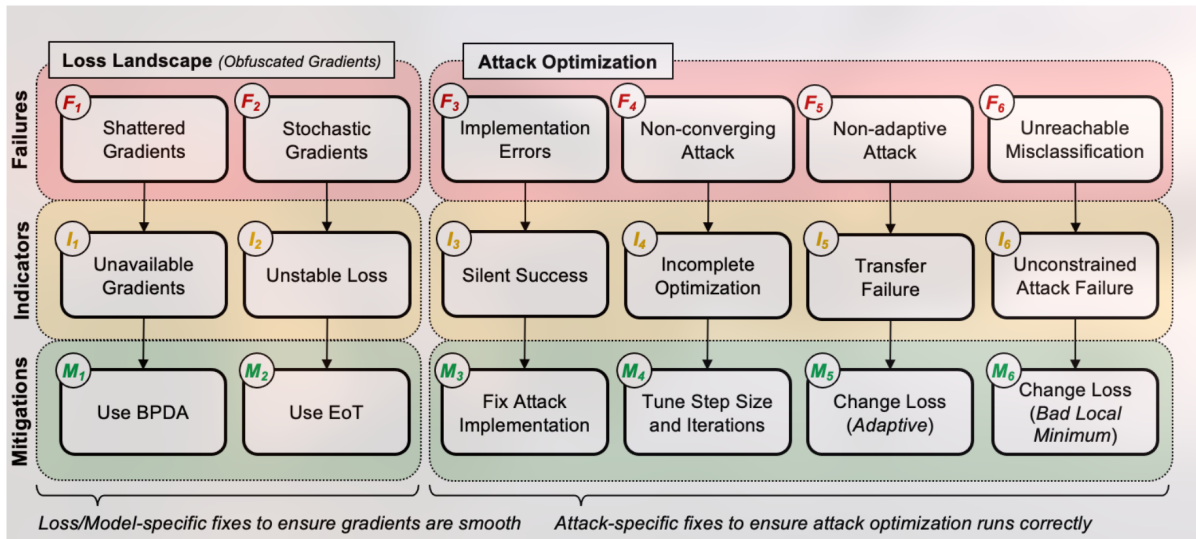 Loss Landscape (Obfuscated Gradients)
Attack Optimization
Failures
F1
Shattered
Gradients
F2
Stochastic
Gradients
F3
Implementation
Errors
F4
Non-converging
Attack
F5
Non-adaptive
Attack
F6
Unreachable
Misclassification
Indicators
I1
Unavailable
Gradients
I2
Unstable Loss
I3
Silent Success
I4
Incomplete
Optimization
I5
Transfer
Failure
I6
Unconstrained
Attack Failure
Mitigations
M1
Use BPDA
M2
Use EoT
M3
Fix Attack
Implementation
M4
Tune Step Size
and Iterations
M5
Change Loss
(Adaptive)
M6
Change Loss
(Bad Local
Minimum)
Loss/Model-specific fixes to ensure gradients are smooth
Attack-specific fixes to ensure attack optimization runs correctly